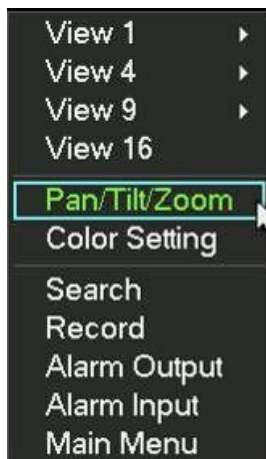 View 1
View 4
View 9
View 16
Pan/Tilt/Zoom
Color Setting
Search
Record
Alarm Output
Alarm Input
Main Menu